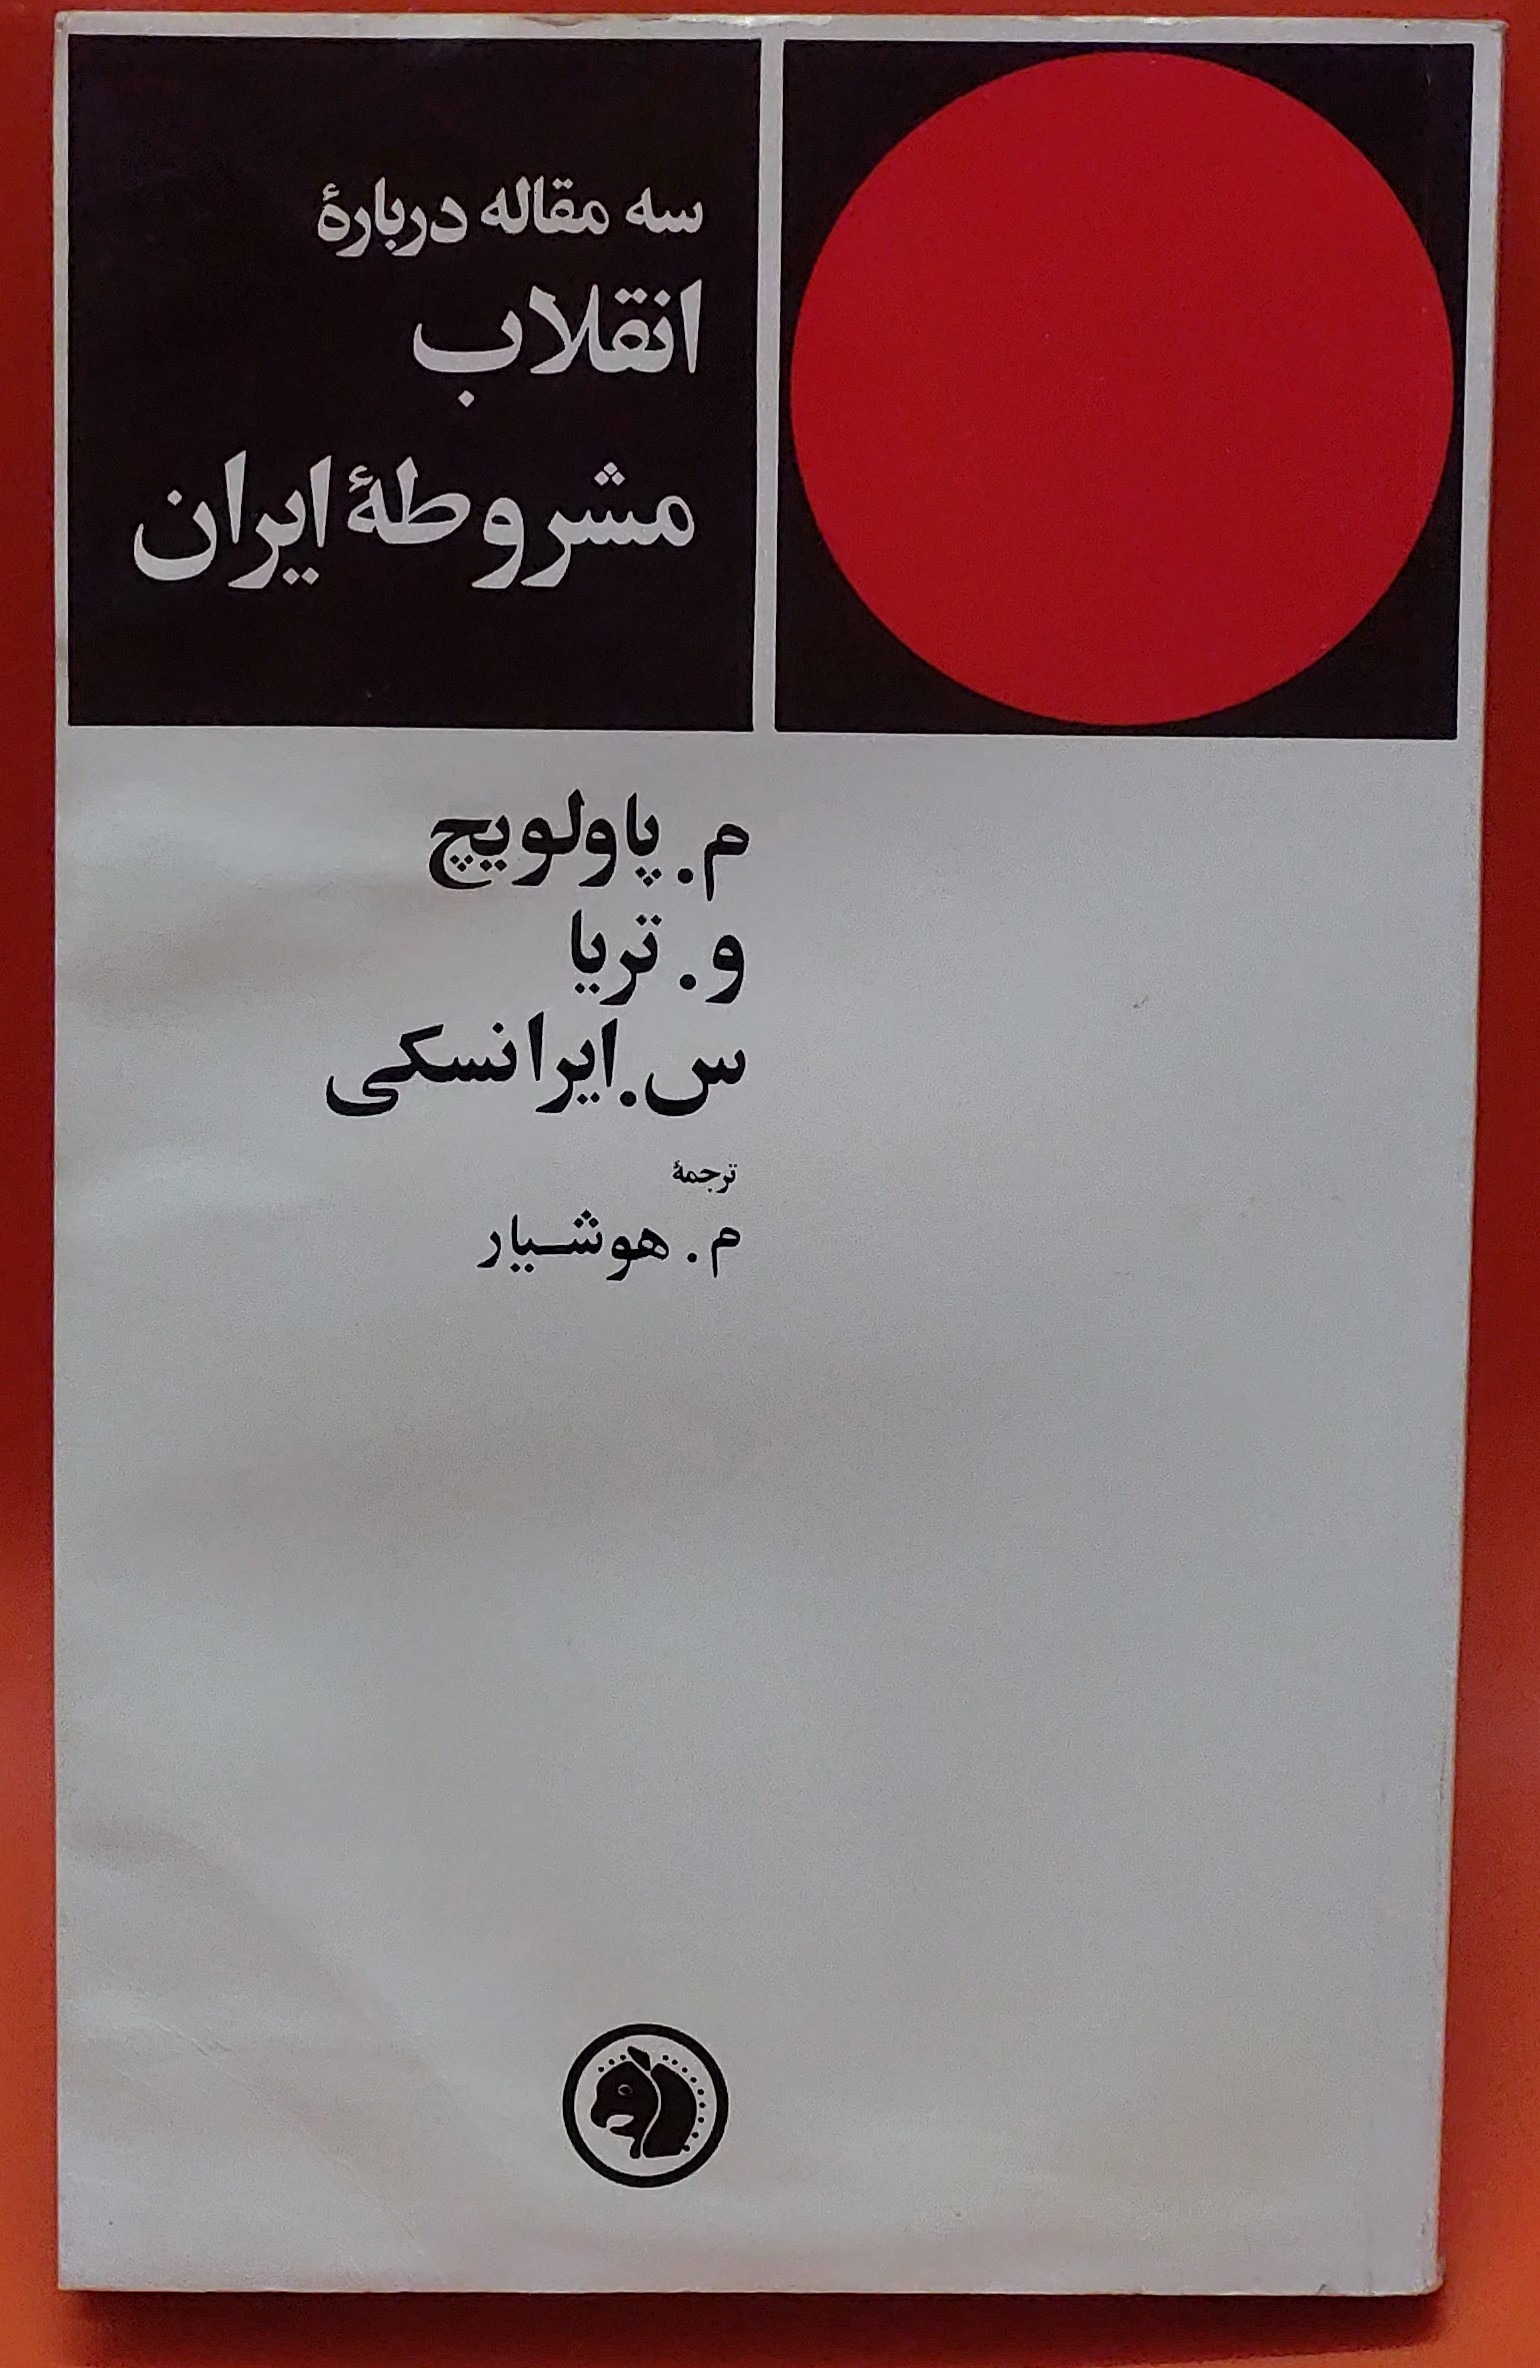 سه مقاله دربارهٔ
انقلاب
مشروطهٔ ایران
م. پاولویچ
و. تریا
س. ایرانسکی
ترجمهٔ
م. هوشیار